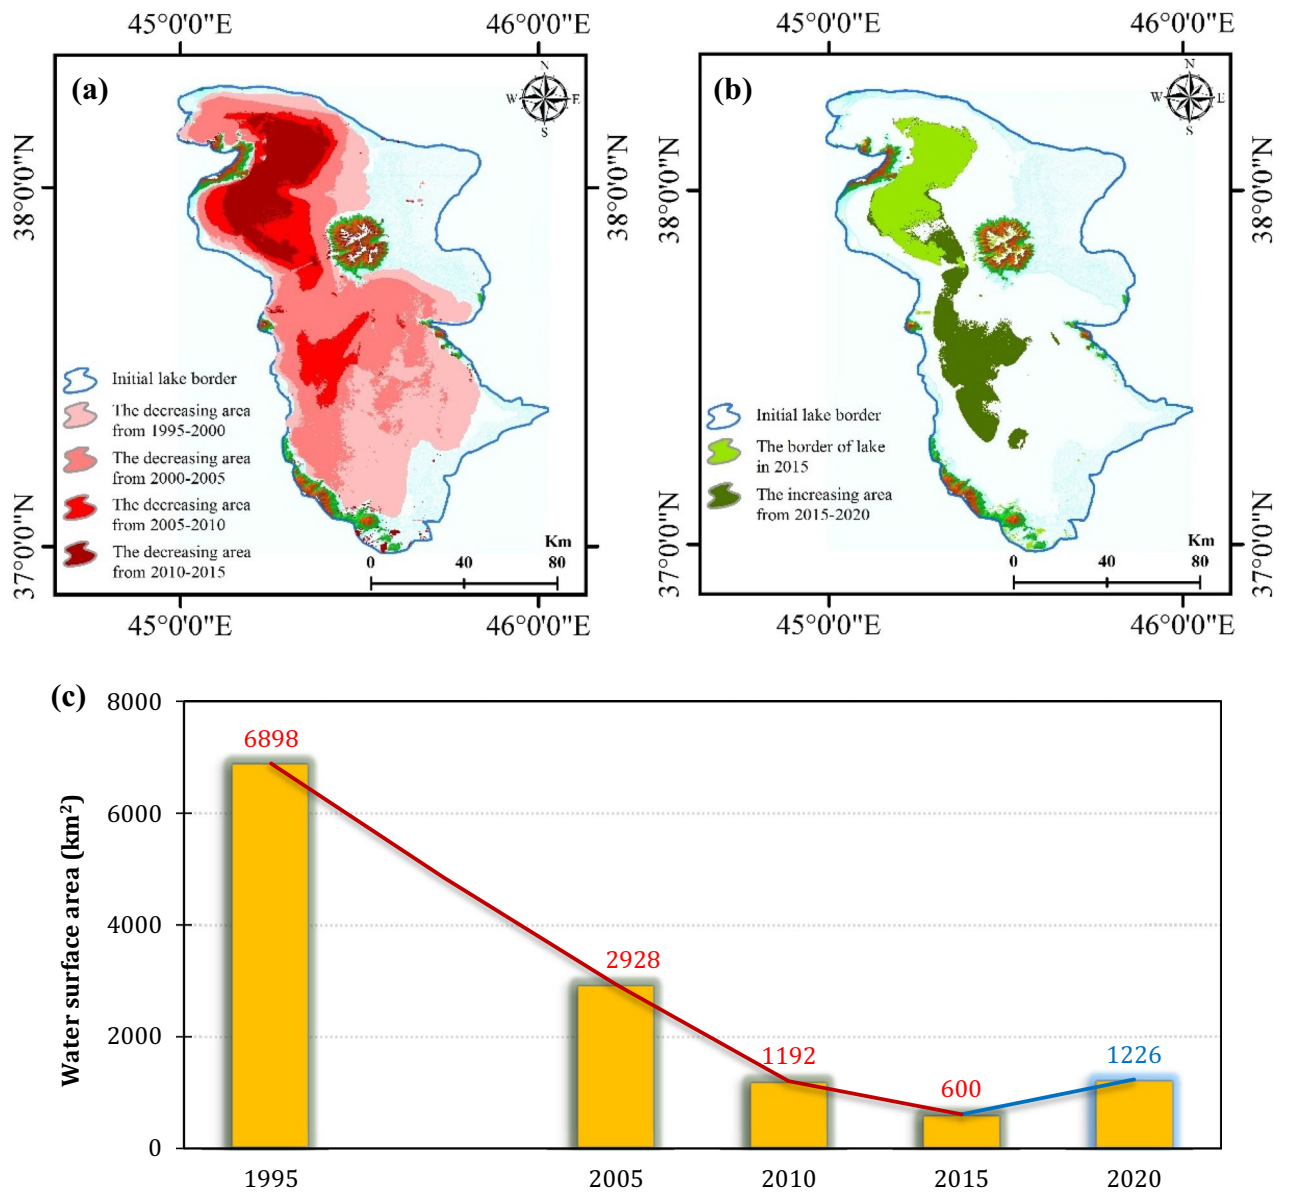 45°0'0"E 46°0'0"E 45°0'0"E 46°0'0"E
(a)
N
W E
S
38°0'0"N
37°0'0"N
Initial lake border
The decreasing area
from 1995-2000
The decreasing area
from 2000-2005
The decreasing area
from 2005-2010
The decreasing area
from 2010-2015
Km
0 40 80
38°0'0"N
45°0'0"E 46°0'0"E
(b)
N
W E
S
38°0'0"N
37°0'0"N
Initial lake border
The border of lake
in 2015
The increasing area
from 2015-2020
Km
0 40 80
38°0'0"N
37°0'0"N
45°0'0"E 46°0'0"E
(c)
Water surface area (km²)
8000
6000
4000
2000
0
6898
2928
1192
600
1226
1995 2005 2010 2015 2020